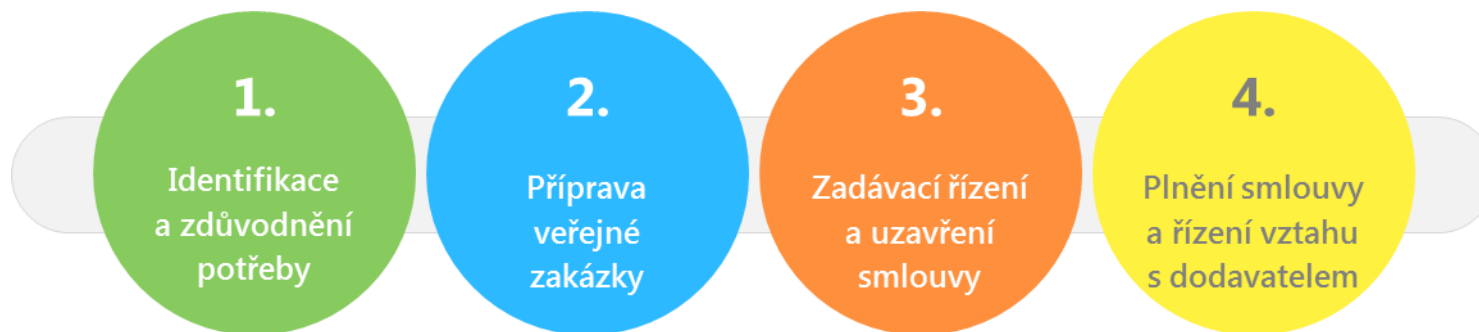 1.
Identifikace
a zdůvodnění
potřeby
2.
Příprava
veřejné
zakázky
3.
Zadávací řízení
a uzavření
smlouvy
4.
Plnění smlouvy
a řízení vztahu
s dodavatelem